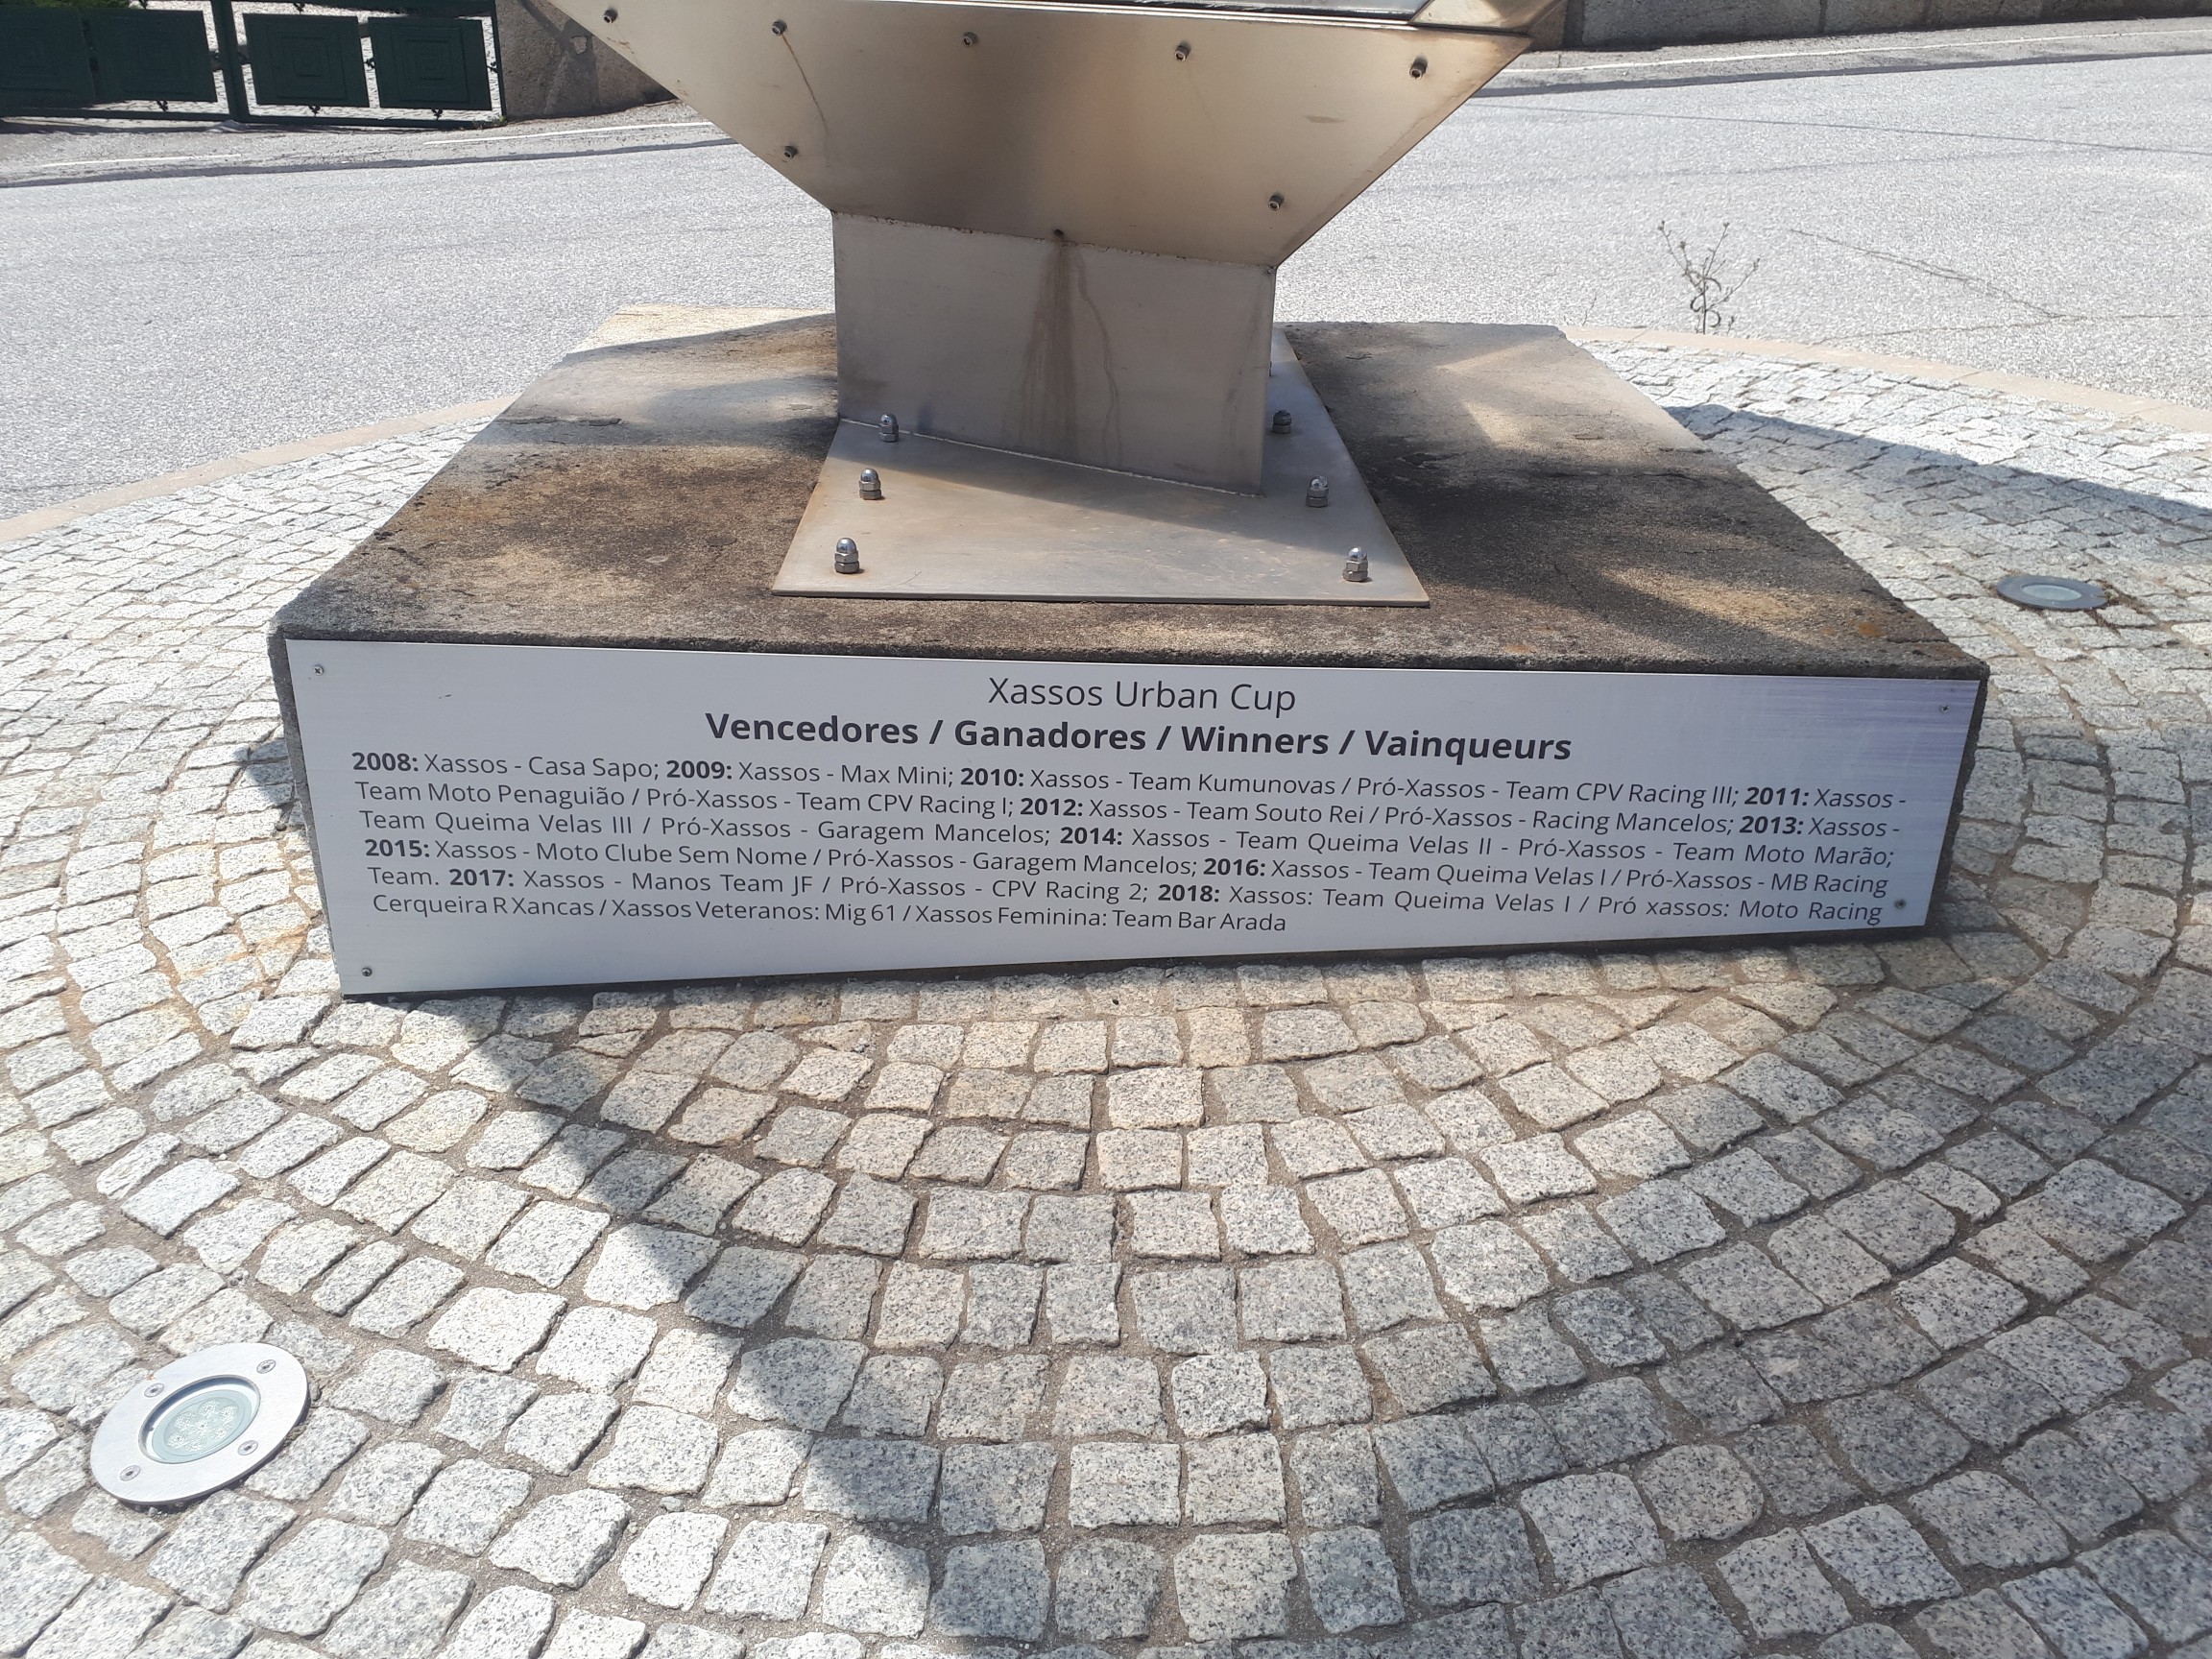 Xassos Urban Cup
Vencedores / Ganadores / Winners / Vainqueurs
2008: Xassos - Casa Sapo; 2009: Xassos - Max Mini; 2010: Xassos - Team Kumunovas / Pró-Xassos - Team CPV Racing III; 2011: Xassos -
Team Moto Penaguião / Pró-Xassos - Team CPV Racing I; 2012: Xassos - Team Souto Rei / Pró-Xassos - Racing Mancelos; 2013: Xassos -
Team Queima Velas III / Pró-Xassos - Garagem Mancelos; 2014: Xassos - Team Queima Velas II - Pró-Xassos - Team Moto Marão;
2015: Xassos - Moto Clube Sem Nome / Pró-Xassos - Garagem Mancelos; 2016: Xassos - Team Queima Velas I / Pró-Xassos - MB Racing
Team. 2017: Xassos - Manos Team JF / Pró-Xassos - CPV Racing 2; 2018: Xassos: Team Queima Velas I / Pró xassos: Moto Racing
Cerqueira R Xancas / Xassos Veteranos: Mig 61 / Xassos Feminina: Team Bar Arada